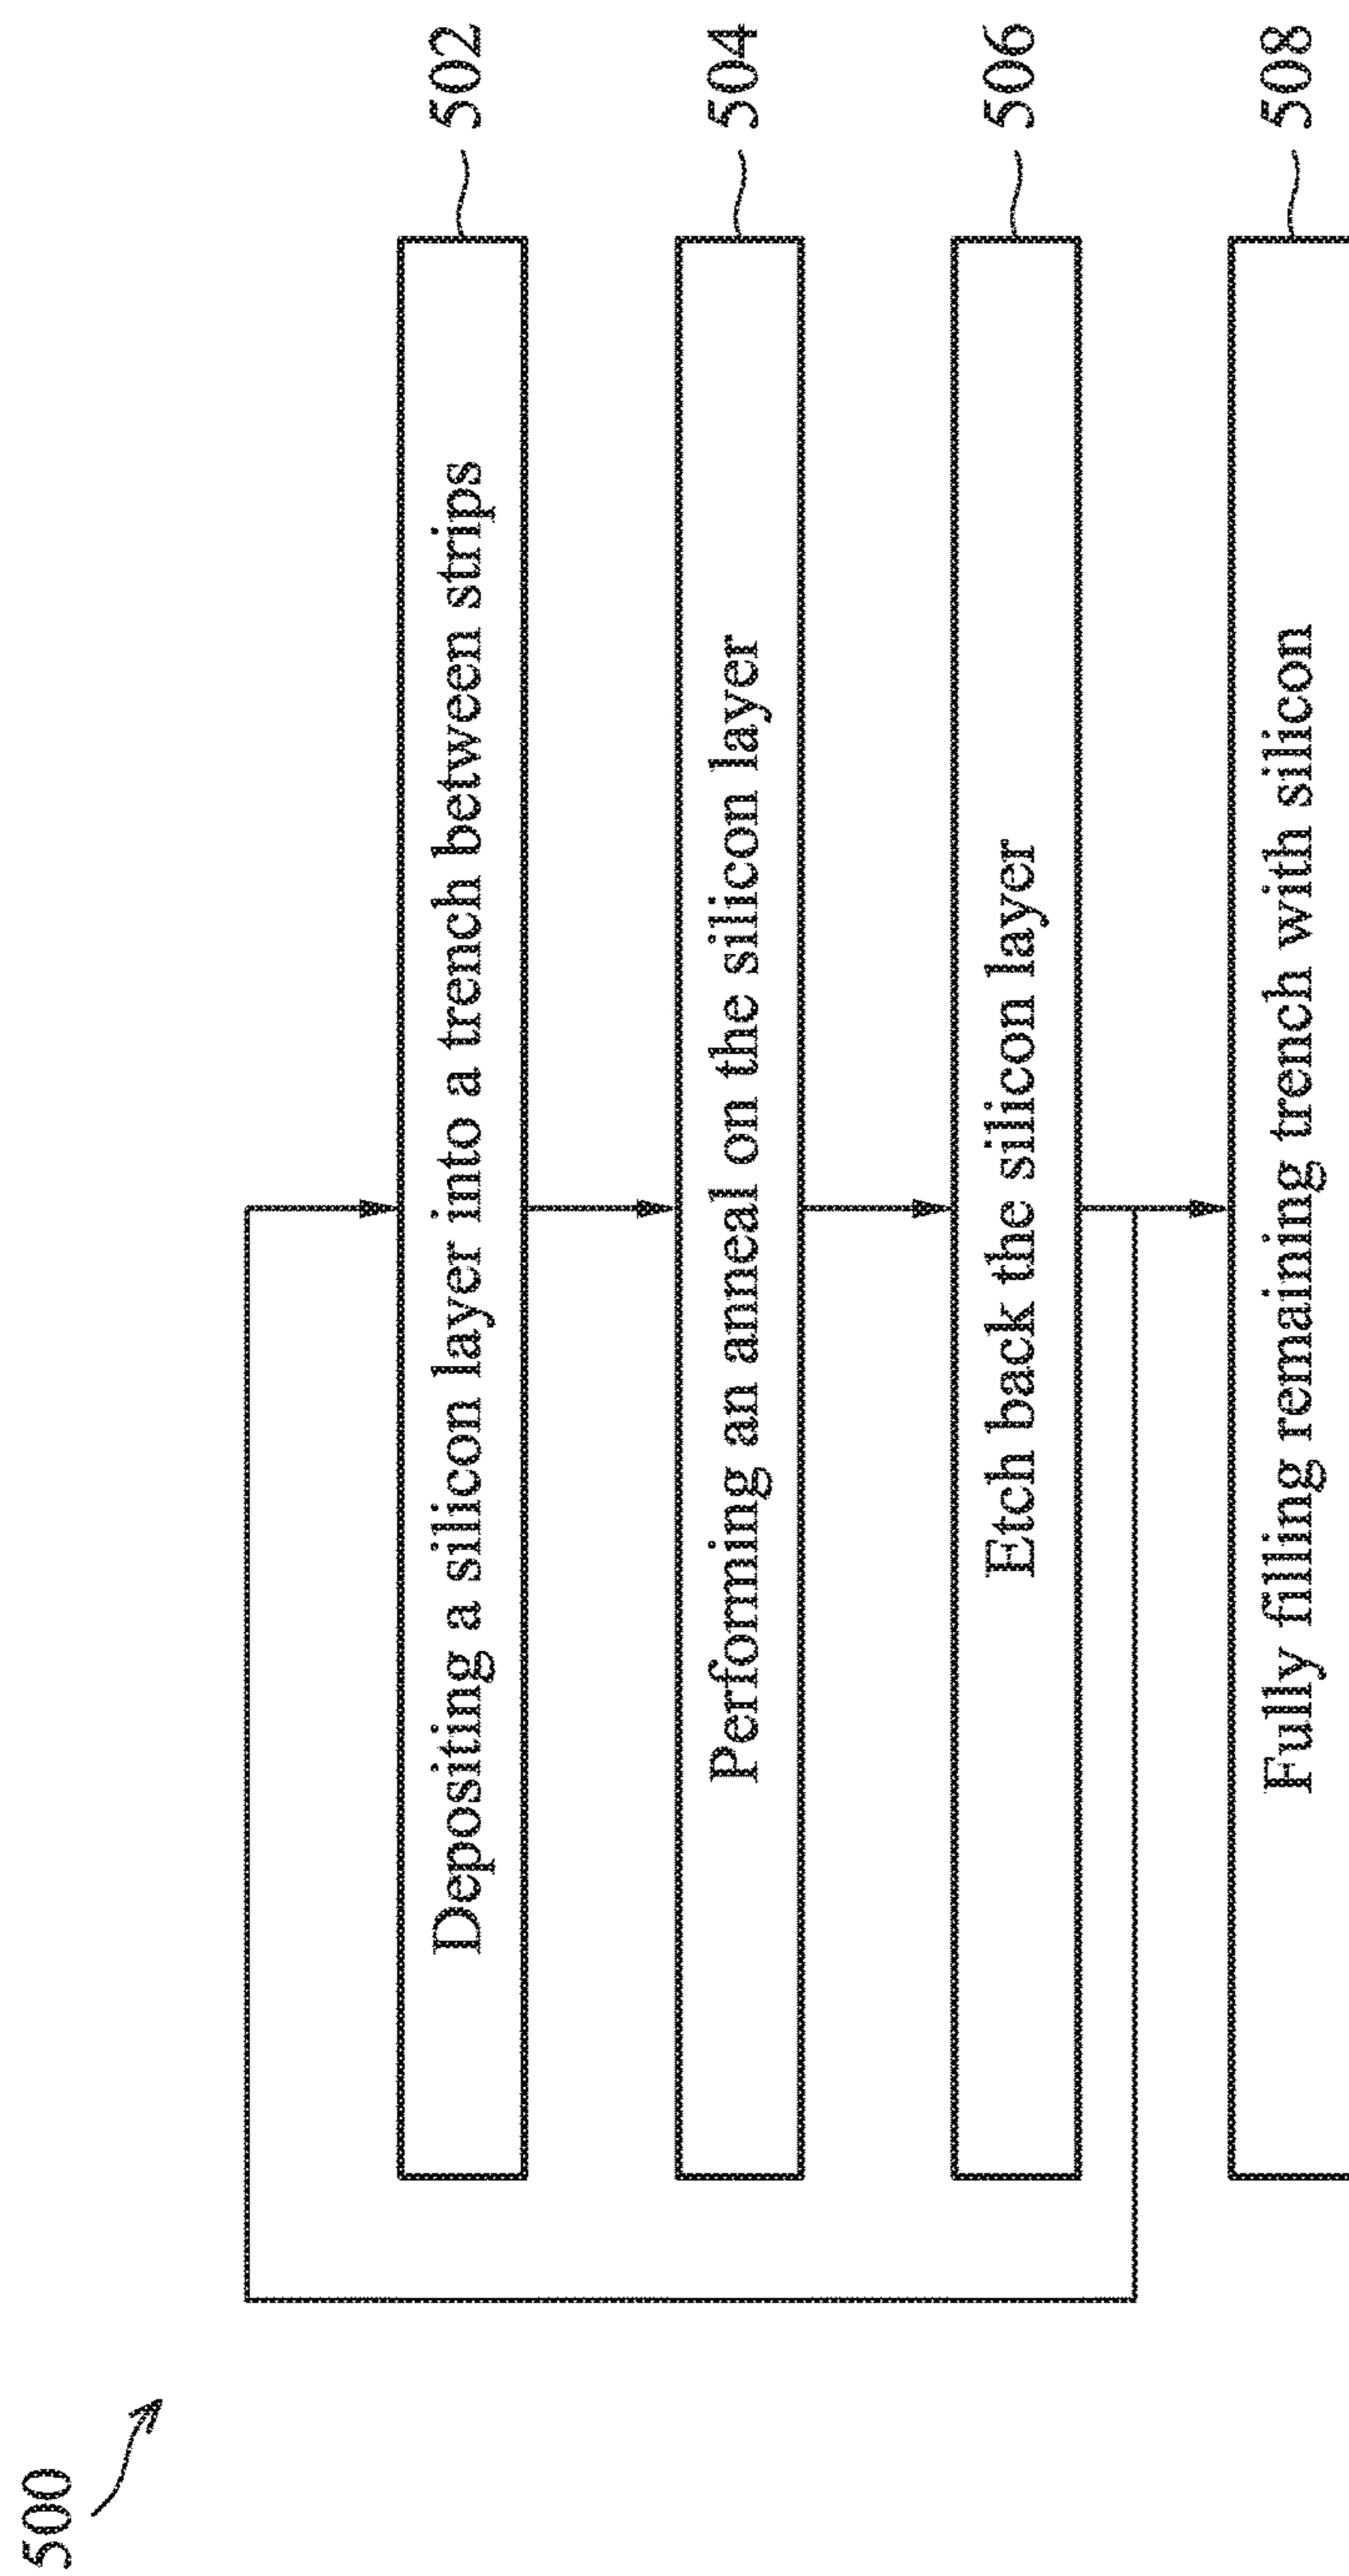 500
Depositing a silicon layer into a trench between strips
502
Performing an anneal on the silicon layer
504
Etch back the silicon layer
506
Fully filling remaining trench with silicon
508